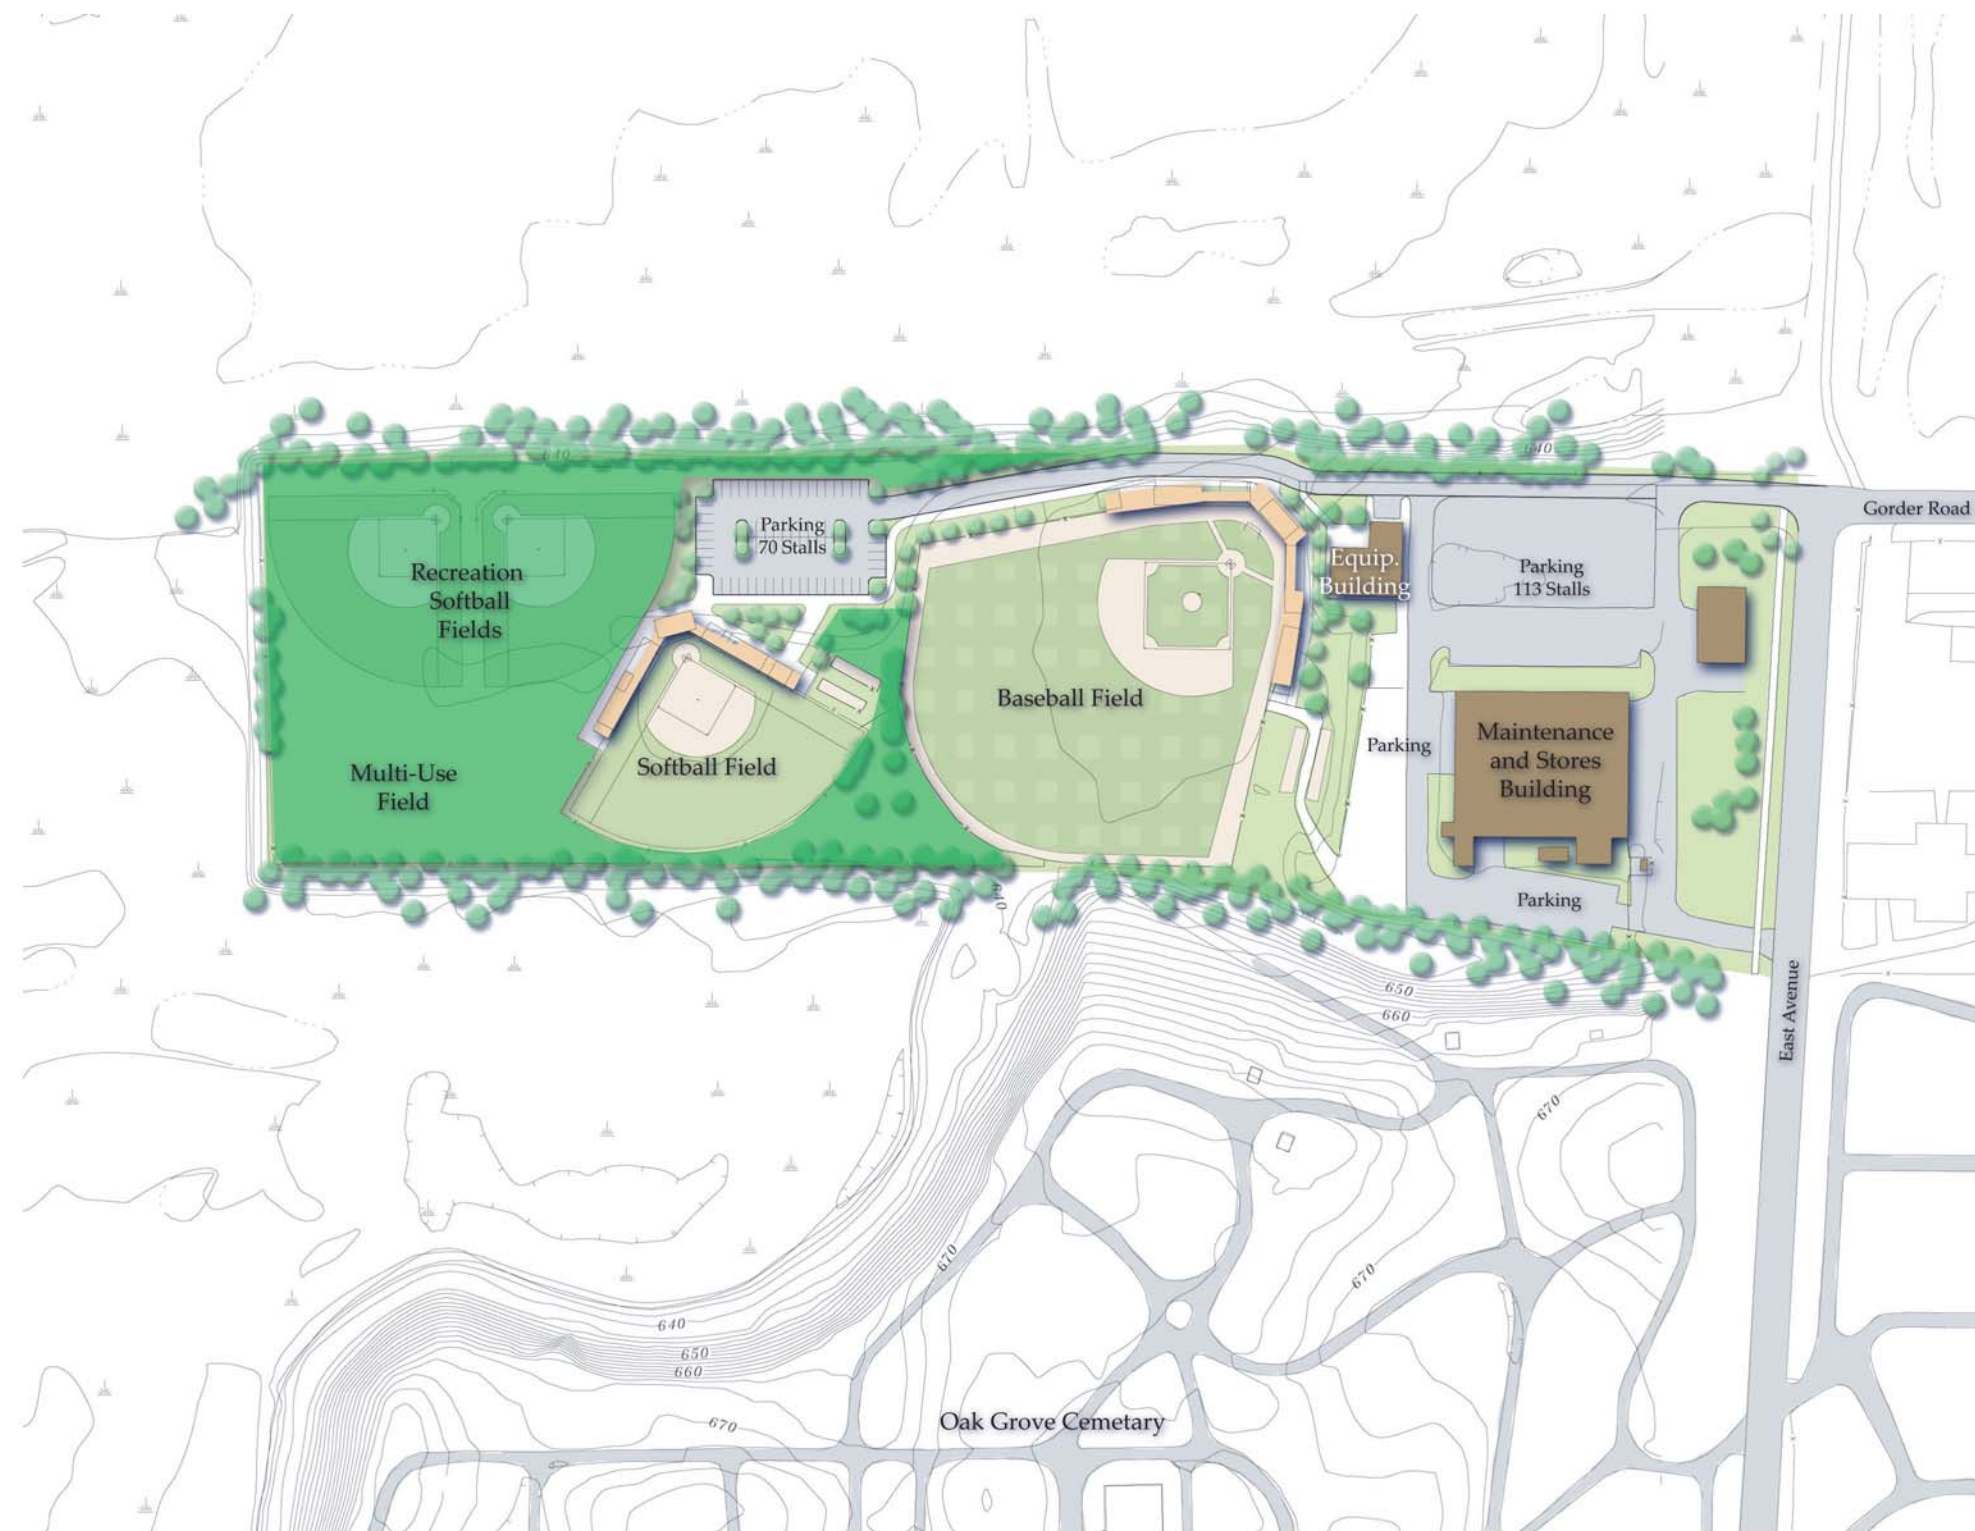 640
640
Gorder Road
Parking
70 Stalls
Recreation
Softball
Fields
Equip.
Building
Parking
113 Stalls
Baseball Field
Softball Field
Multi-Use
Field
Parking
Maintenance
and Stores
Building
Parking
640
650
660
East Avenue
670
670
670
640
650
660
670
Oak Grove Cemetary